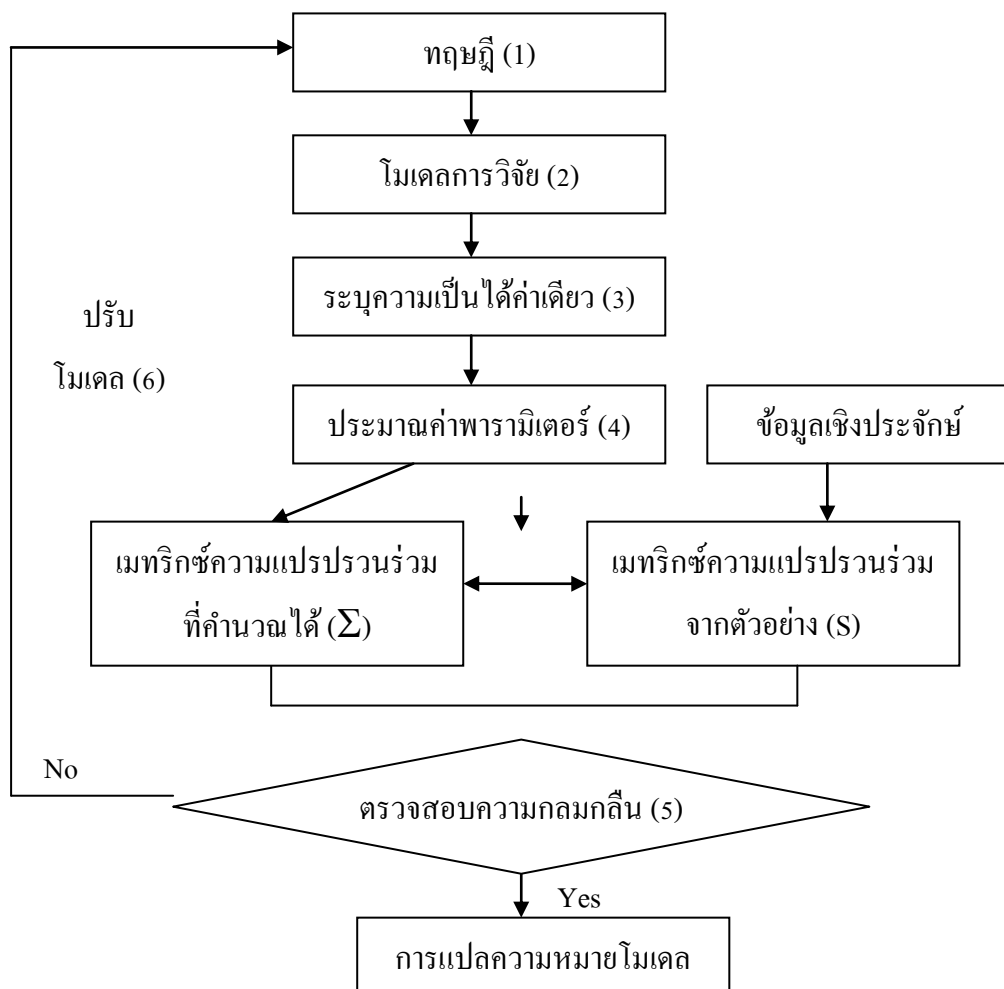 ทฤษฎี (1)
โมเดลการวิจัย (2)
ระบุความเป็นได้ค่าเดียว (3)
ปรับ
โมเดล (6)
ประมาณค่าพารามิเตอร์ (4)
ข้อมูลเชิงประจักษ์
เมทริกซ์ความแปรปรวนร่วม
ที่คำนวณได้ (Σ)
เมทริกซ์ความแปรปรวนร่วม
จากตัวอย่าง (S)
No
ตรวจสอบความกลมกลืน (5)
Yes
การแปลความหมายโมเดล